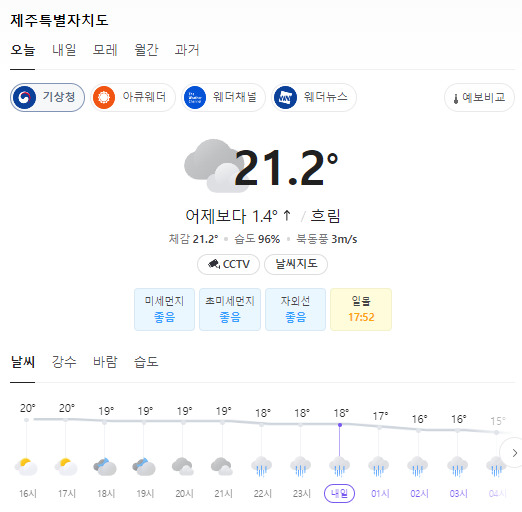 제주특별자치도
오늘 내일 모레 월간 과거
기상청 아큐웨더 웨더채널 웨더뉴스 예보비교
21.2°
어제보다 1.4° ↑ / 흐림
체감 21.2° 습도 96% 북동풍 3m/s
CCTV 날씨지도
미세먼지 초미세먼지 자외선 일몰
좋음 좋음 좋음 17:52
날씨 강수 바람 습도
20° 20° 19° 19° 19° 19° 18° 18° 18° 17° 16° 16° 15°
16시 17시 18시 19시 20시 21시 22시 23시 내일 01시 02시 03시 04시